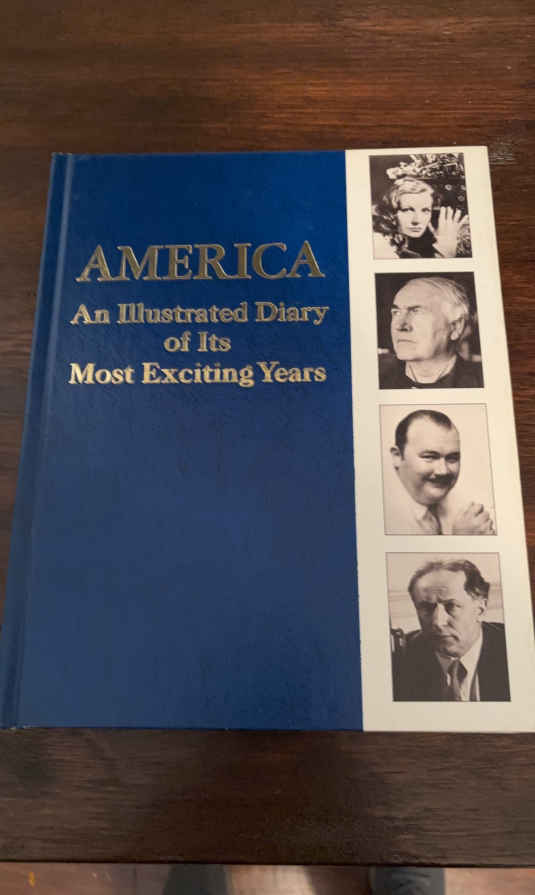 AMERICA
An Illustrated Diary
of Its
Most Exciting Years